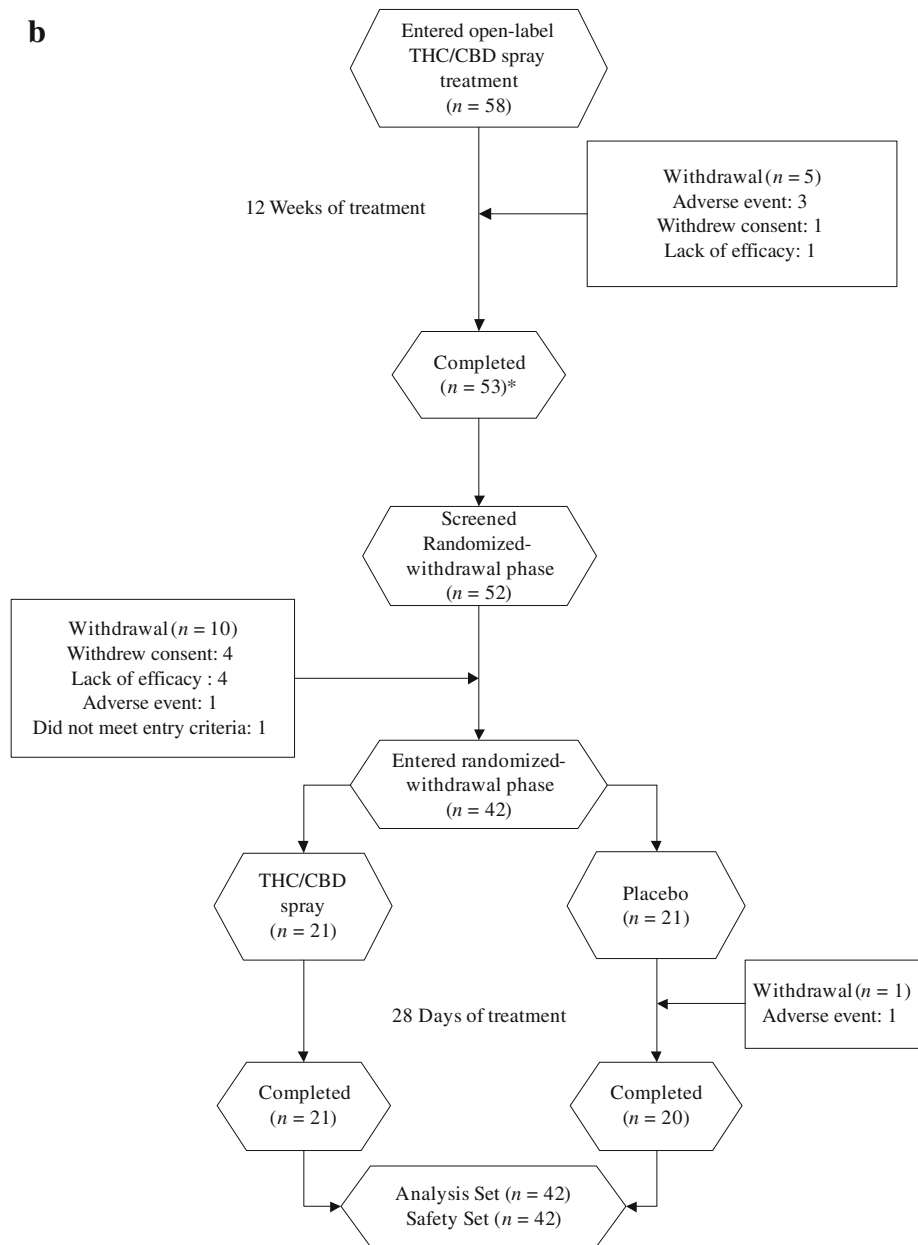 b
Entered open-label
THC/CBD spray
treatment
(n = 58)
Withdrawal (n = 5)
Adverse event: 3
Withdrew consent: 1
Lack of efficacy: 1
12 Weeks of treatment
Completed
(n = 53)*
Screened
Randomized-
withdrawal phase
(n = 52)
Withdrawal (n = 10)
Withdrew consent: 4
Lack of efficacy : 4
Adverse event: 1
Did not meet entry criteria: 1
Entered randomized-
withdrawal phase
(n = 42)
THC/CBD
spray
(n = 21)
Placebo
(n = 21)
28 Days of treatment
Withdrawal (n = 1)
Adverse event: 1
Completed
(n = 21)
Completed
(n = 20)
Analysis Set (n = 42)
Safety Set (n = 42)